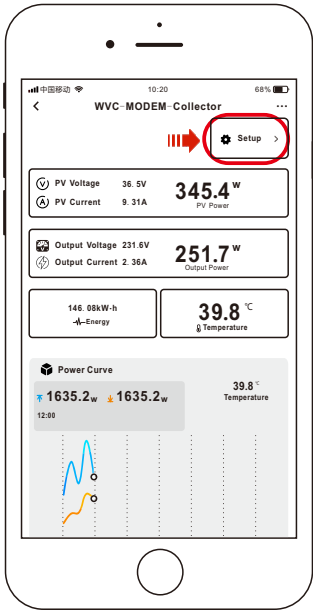 中国移动 10:20 68%
WVC-MODEM-Collector
Setup
PV Voltage 36. 5V
PV Current 9. 31A
345.4 W
PV Power
Output Voltage 231.6V
Output Current 2. 36A
251.7 W
Output Power
146. 08kW-h
Energy
39.8 ℃
Temperature
Power Curve
1635.2w 1635.2w
12:00
39.8 ℃
Temperature